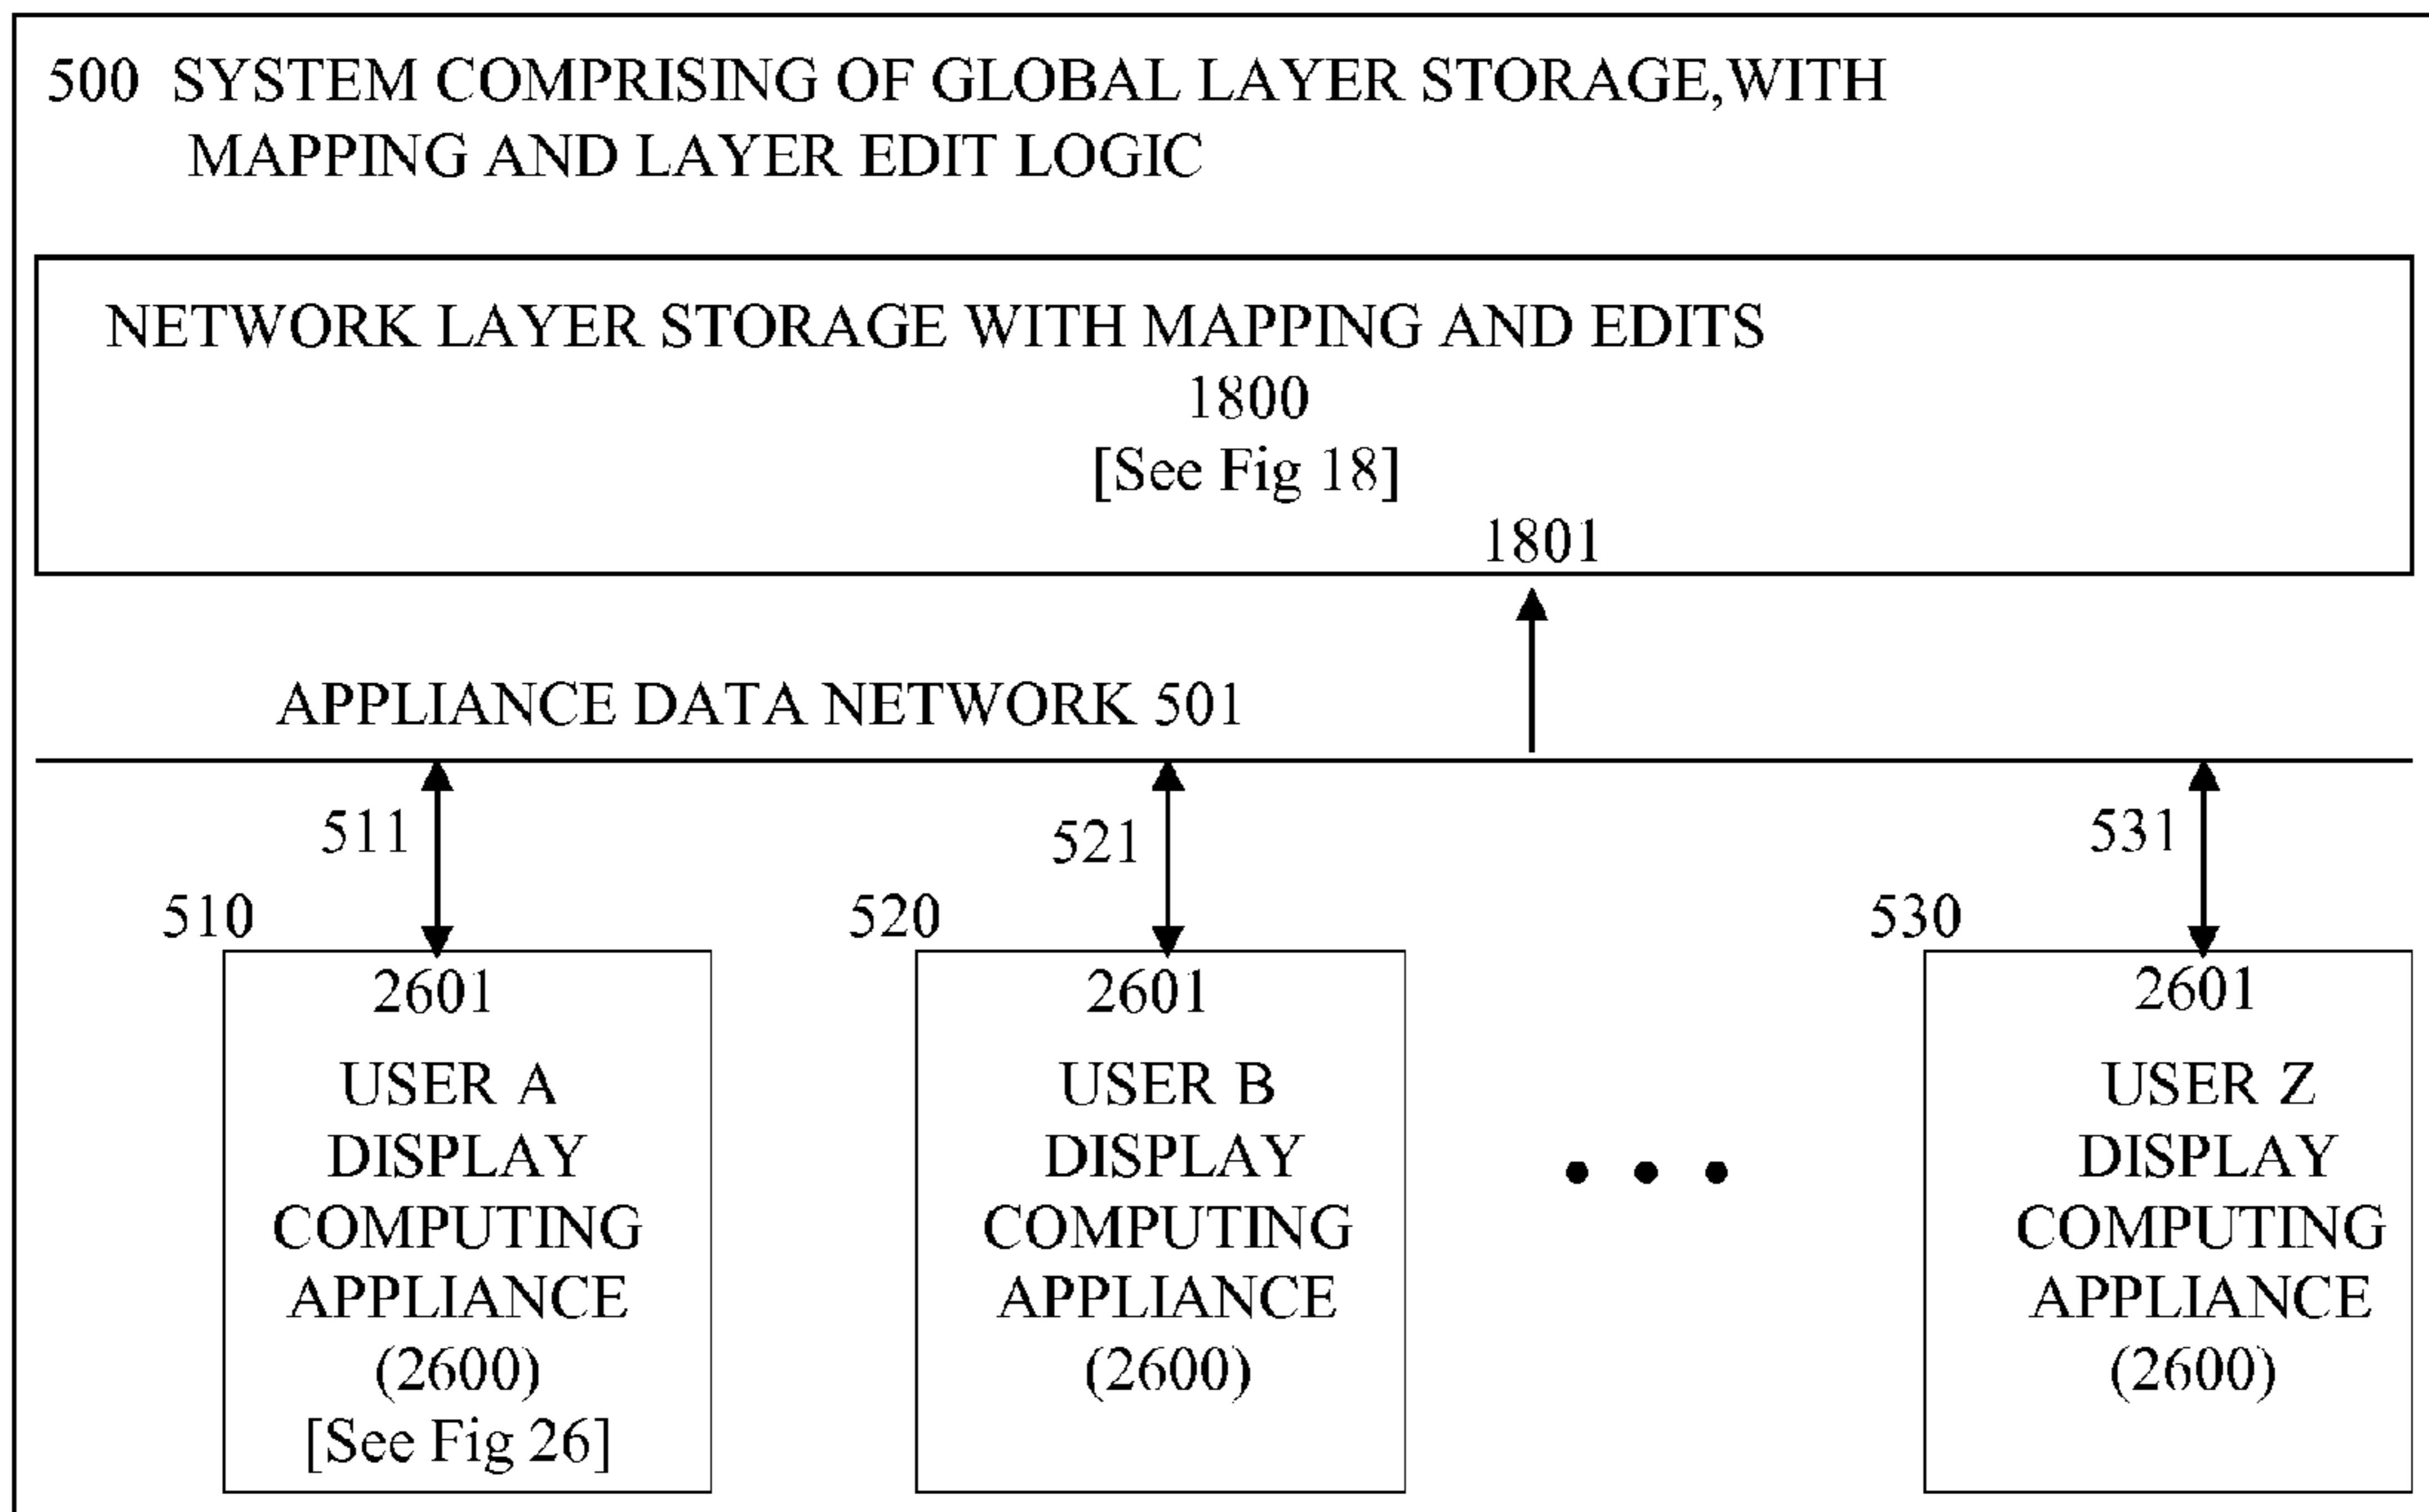 500 SYSTEM COMPRISING OF GLOBAL LAYER STORAGE,WITH
MAPPING AND LAYER EDIT LOGIC
NETWORK LAYER STORAGE WITH MAPPING AND EDITS
1800
[See Fig 18]
1801
APPLIANCE DATA NETWORK 501
511
521
531
510
520
530
2601
USER A
DISPLAY
COMPUTING
APPLIANCE
(2600)
[See Fig 26]
2601
USER B
DISPLAY
COMPUTING
APPLIANCE
(2600)
2601
USER Z
DISPLAY
COMPUTING
APPLIANCE
(2600)